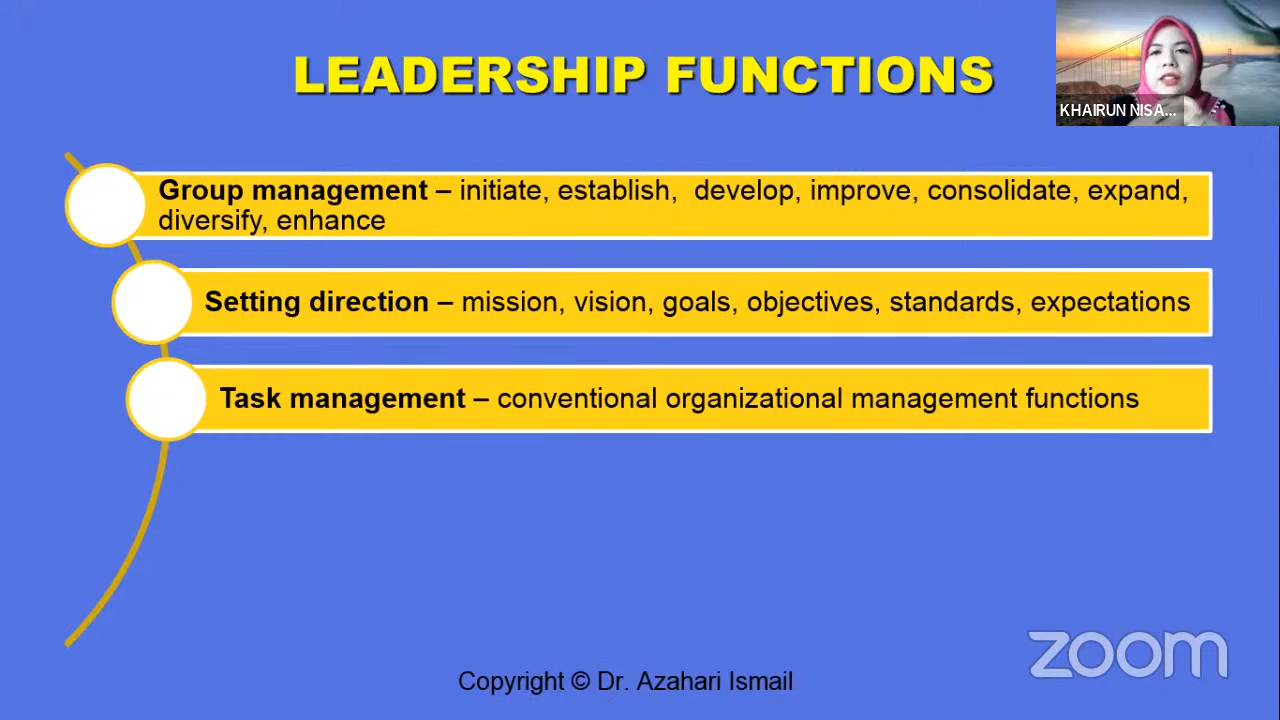 LEADERSHIP FUNCTIONS
KHAIRUN NISA...
Group management – initiate, establish,  develop, improve, consolidate, expand,
diversify, enhance
Setting direction – mission, vision, goals, objectives, standards, expectations
Task management – conventional organizational management functions
zoom
Copyright © Dr. Azahari Ismail